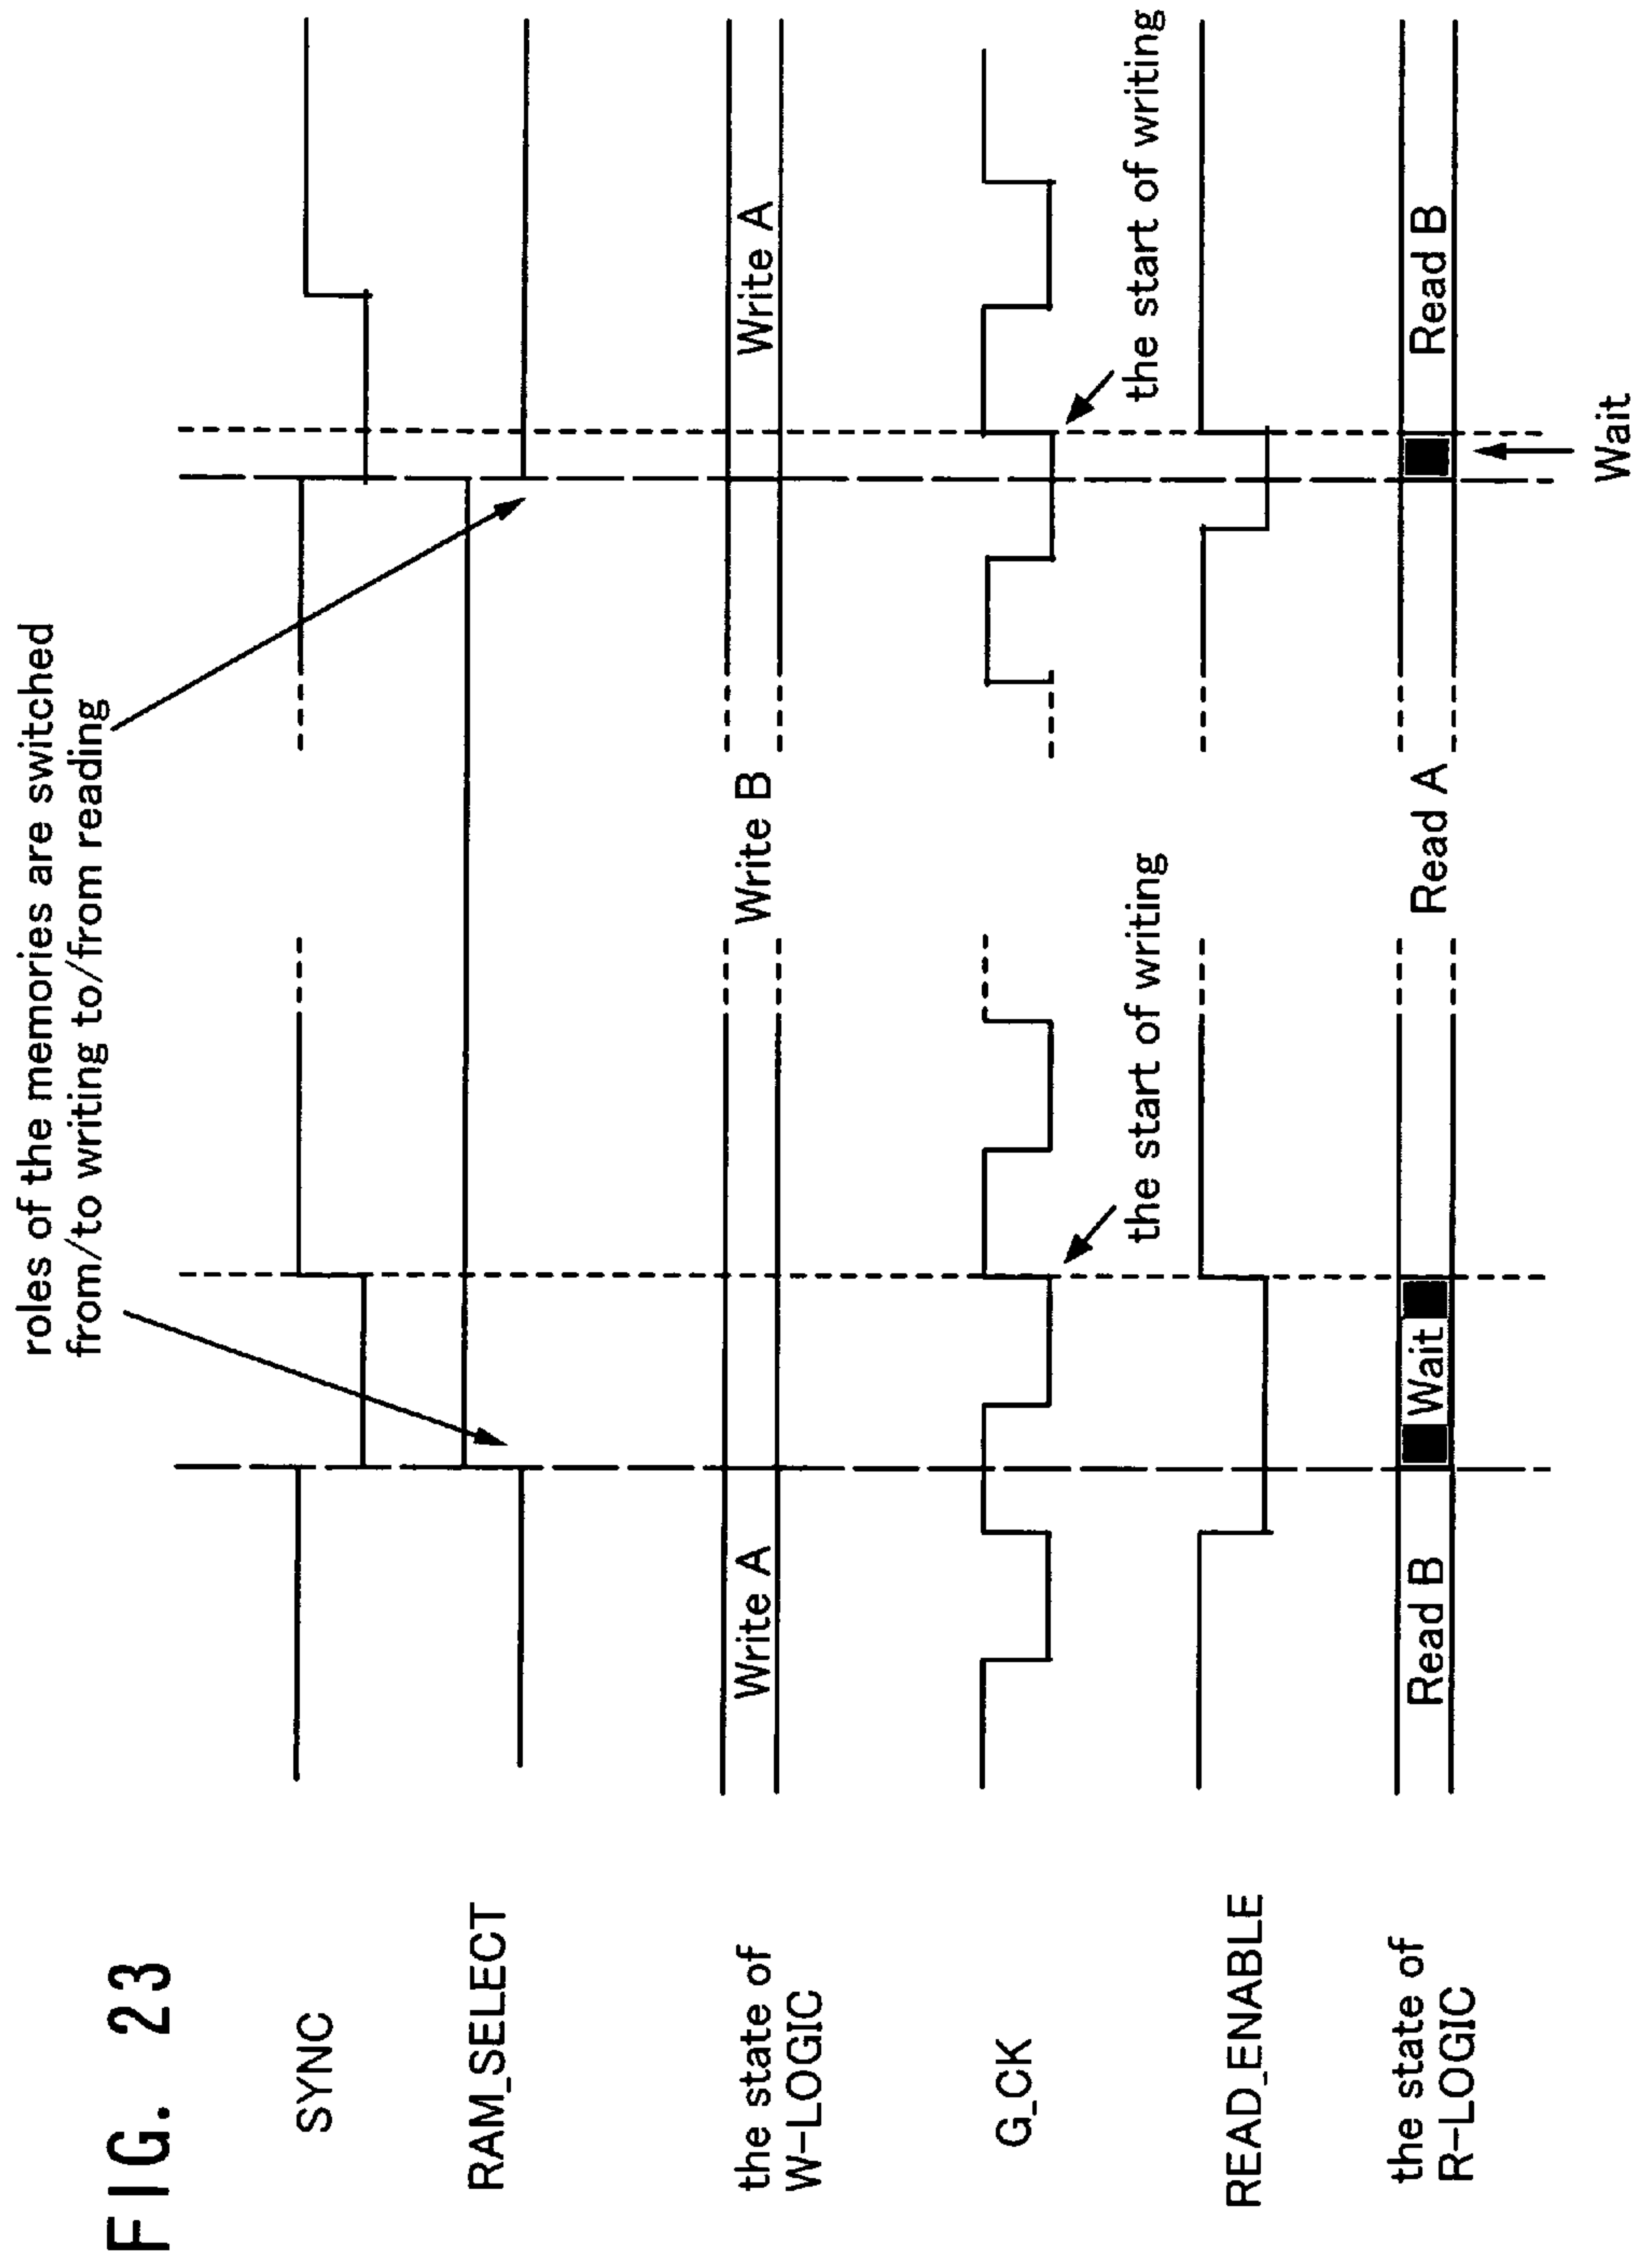 FIG. 23
roles of the memories are switched
from/to writing to/from reading
SYNC
RAM_SELECT
the state of
W-LOGIC
Write A
Write B
Write A
G_CK
the start of writing
the start of writing
READ_ENABLE
the state of
R-LOGIC
Read B
Wait
Read A
Read B
Wait